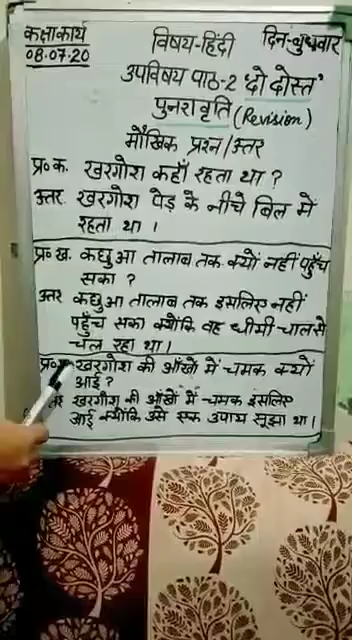 कक्षाकार्य विषय-हिंदी दिन-बुधवार
08.07.20
उपविषय पाठ-2 'दो दोस्त'
पुनरावृति (Revision)
मौखिक प्रश्न/उत्तर
प्र०क. खरगोश कहाँ रहता था ?
उत्तर. खरगोश पेड़ के नीचे बिल में
रहता था ।
प्र०ख. कछुआ तालाब तक क्यों नहीं पहुँच
सका ?
उत्तर कछुआ तालाब तक इसलिए नहीं
पहुँच सका क्योंकि वह धीमी चाल से
चल रहा था ।
प्र० खरगोश की आँखों में चमक क्यों
आई ?
खरगोश की आँखों में चमक इसलिए
आई क्योंकि उसे एक उपाय सूझा था ।